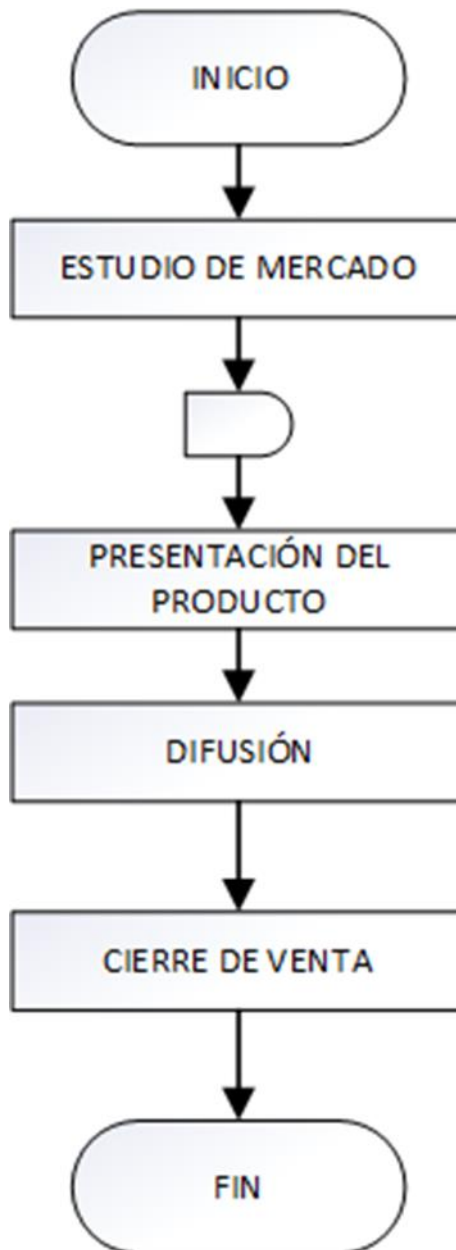 INICIO
ESTUDIO DE MERCADO
PRESENTACIÓN DEL
PRODUCTO
DIFUSIÓN
CIERRE DE VENTA
FIN